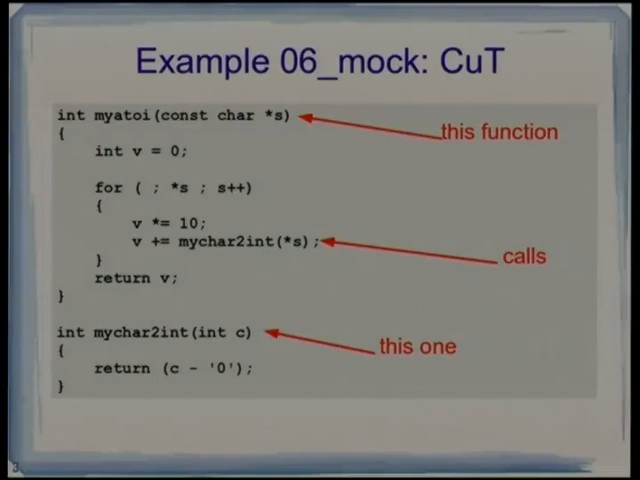 Example 06_mock: CuT
int myatoi(const char *s)
this function
{
    int v = 0;
    for ( ; *s ; s++)
    {
        v *= 10;
        v += mychar2int(*s);
calls
    }
    return v;
}
int mychar2int(int c)
this one
{
    return (c - '0');
}
3